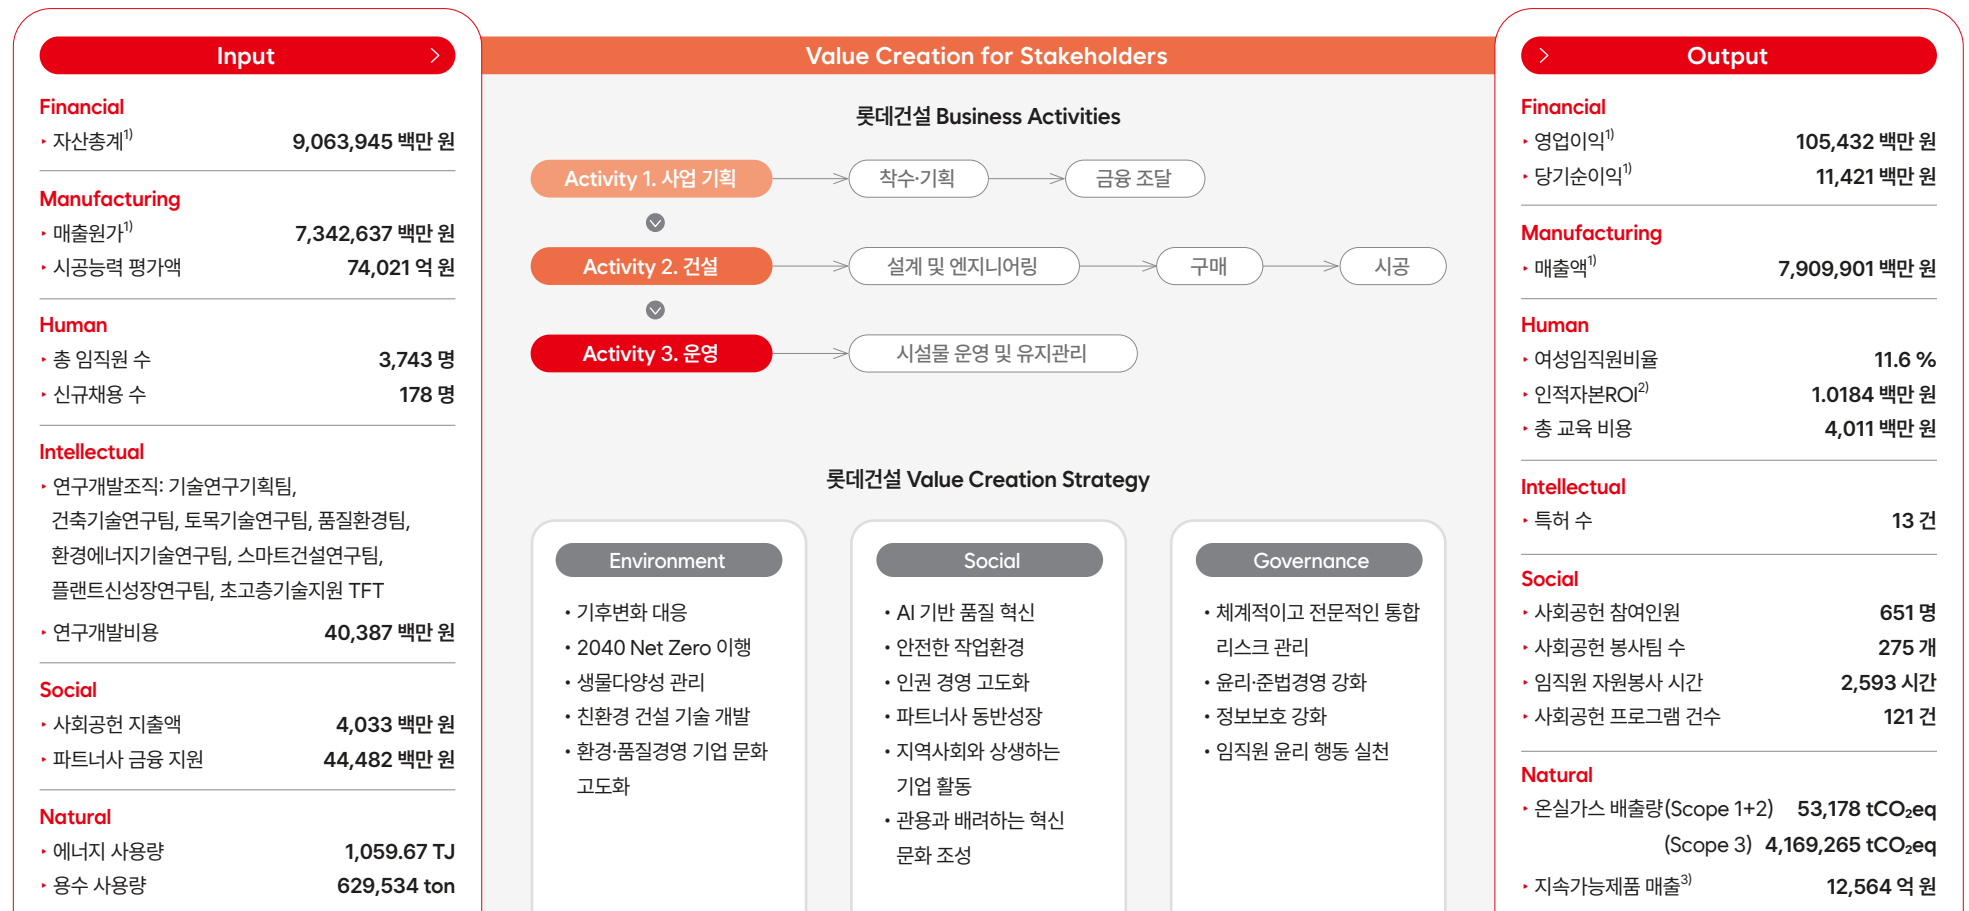 Input
Financial
자산총계1) 9,063,945 백만 원
Manufacturing
매출원가1) 7,342,637 백만 원
시공능력 평가액 74,021 억 원
Human
총 임직원 수 3,743 명
신규채용 수 178 명
Intellectual
연구개발조직: 기술연구기획팀,
건축기술연구팀, 토목기술연구팀, 품질환경팀,
환경에너지기술연구팀, 스마트건설연구팀,
플랜트신성장연구팀, 초고층기술지원 TFT
연구개발비용 40,387 백만 원
Social
사회공헌 지출액 4,033 백만 원
파트너사 금융 지원 44,482 백만 원
Natural
에너지 사용량 1,059.67 TJ
용수 사용량 629,534 ton
Value Creation for Stakeholders
롯데건설 Business Activities
Activity 1. 사업 기획 착수·기획 금융 조달
Activity 2. 건설 설계 및 엔지니어링 구매 시공
Activity 3. 운영 시설물 운영 및 유지관리
롯데건설 Value Creation Strategy
Environment
• 기후변화 대응
• 2040 Net Zero 이행
• 생물다양성 관리
• 친환경 건설 기술 개발
• 환경·품질경영 기업 문화
고도화
Social
• AI 기반 품질 혁신
• 안전한 작업환경
• 인권 경영 고도화
• 파트너사 동반성장
• 지역사회와 상생하는
기업 활동
• 관용과 배려하는 혁신
문화 조성
Governance
• 체계적이고 전문적인 통합
리스크 관리
• 윤리·준법경영 강화
• 정보보호 강화
• 임직원 윤리 행동 실천
Output
Financial
영업이익1) 105,432 백만 원
당기순이익1) 11,421 백만 원
Manufacturing
매출액1) 7,909,901 백만 원
Human
여성임직원비율 11.6 %
인적자본ROI2) 1.0184 백만 원
총 교육 비용 4,011 백만 원
Intellectual
특허 수 13 건
Social
사회공헌 참여인원 651 명
사회공헌 봉사팀 수 275 개
임직원 자원봉사 시간 2,593 시간
사회공헌 프로그램 건수 121 건
Natural
온실가스 배출량(Scope 1+2) 53,178 tCO₂eq
(Scope 3) 4,169,265 tCO₂eq
지속가능제품 매출3) 12,564 억 원